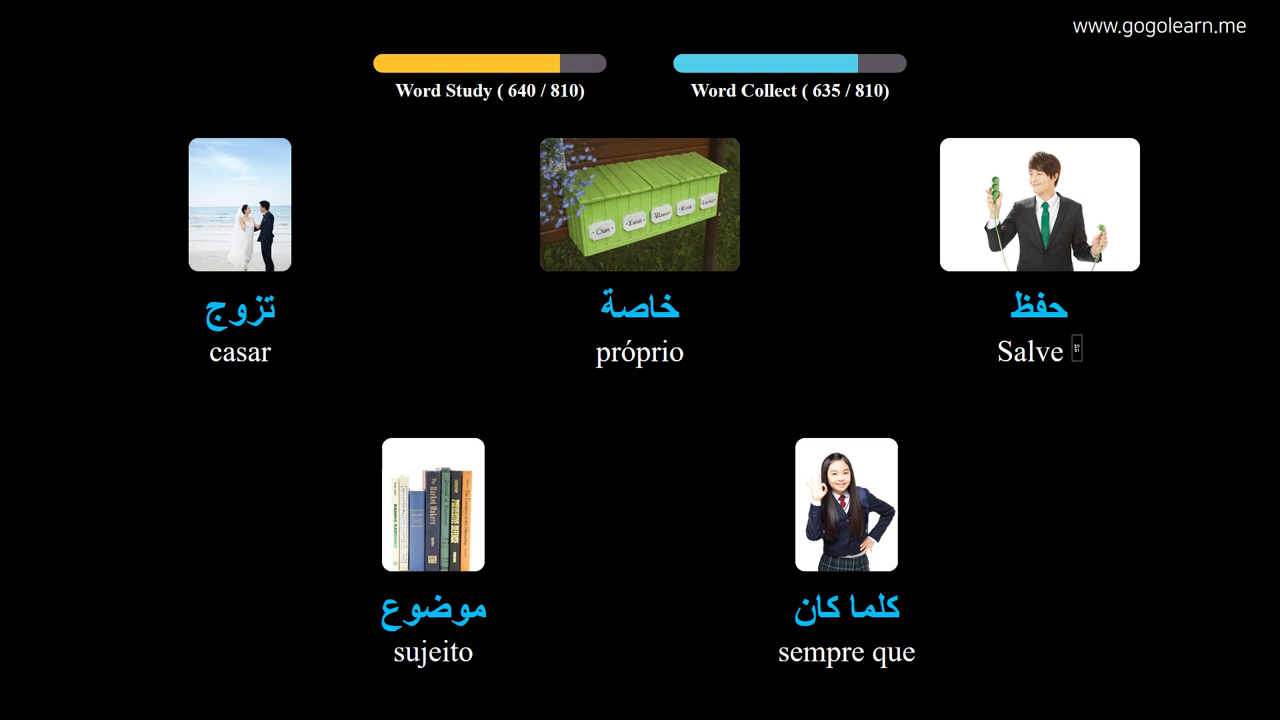 www.gogolearn.me
Word Study ( 640 / 810)
Word Collect ( 635 / 810)
تزوج
casar
خاصة
próprio
حفظ
Salve
موضوع
sujeito
كلما كان
sempre que